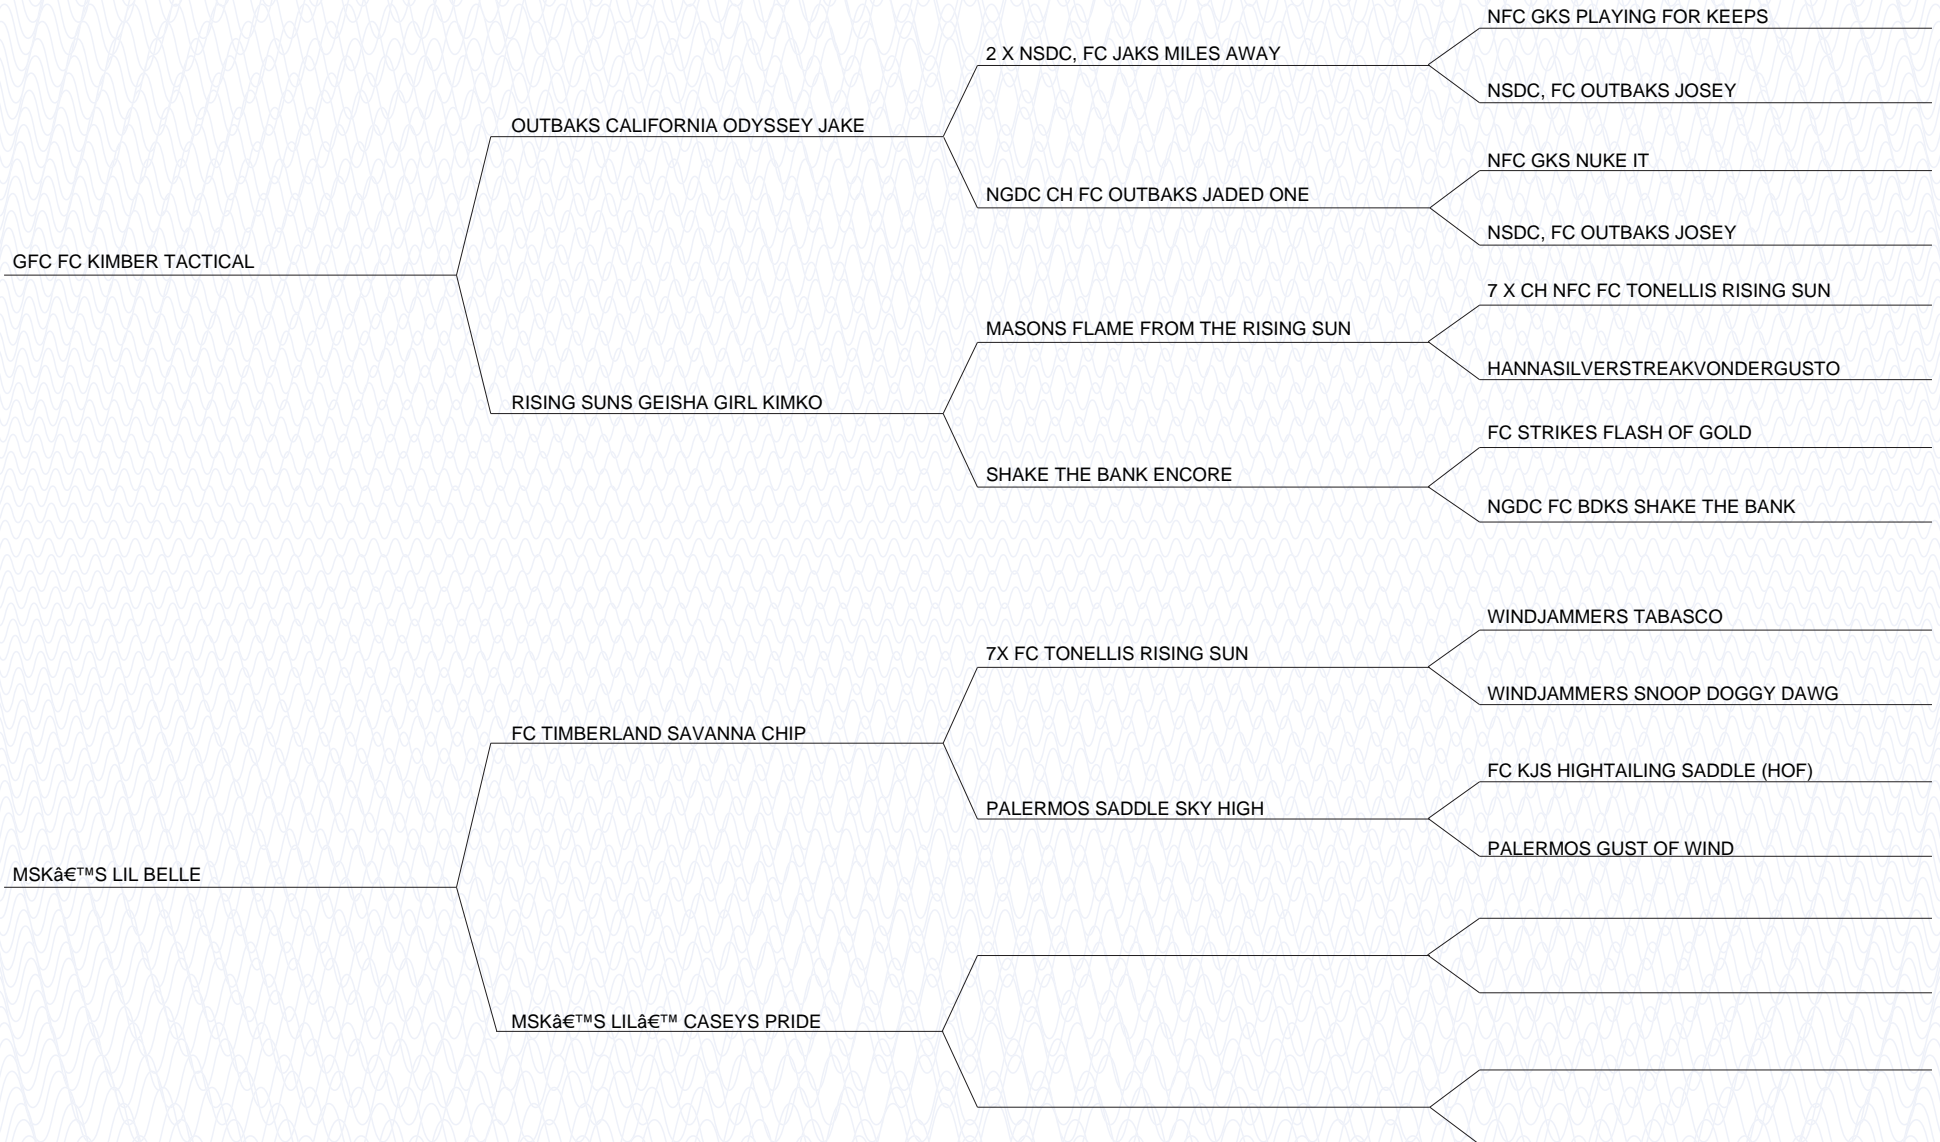 NFC GKS PLAYING FOR KEEPS
2 X NSDC, FC JAKS MILES AWAY
NSDC, FC OUTBAKS JOSEY
OUTBAKS CALIFORNIA ODYSSEY JAKE
NFC GKS NUKE IT
NGDC CH FC OUTBAKS JADED ONE
NSDC, FC OUTBAKS JOSEY
GFC FC KIMBER TACTICAL
7 X CH NFC FC TONELLIS RISING SUN
MASONS FLAME FROM THE RISING SUN
HANNASILVERSTREAKVONDERGUSTO
RISING SUNS GEISHA GIRL KIMKO
FC STRIKES FLASH OF GOLD
SHAKE THE BANK ENCORE
NGDC FC BDKS SHAKE THE BANK
WINDJAMMERS TABASCO
7X FC TONELLIS RISING SUN
WINDJAMMERS SNOOP DOGGY DAWG
FC TIMBERLAND SAVANNA CHIP
FC KJS HIGHTAILING SADDLE (HOF)
PALERMOS SADDLE SKY HIGH
PALERMOS GUST OF WIND
MSKâ€™S LIL BELLE
MSKâ€™S LILâ€™ CASEYS PRIDE